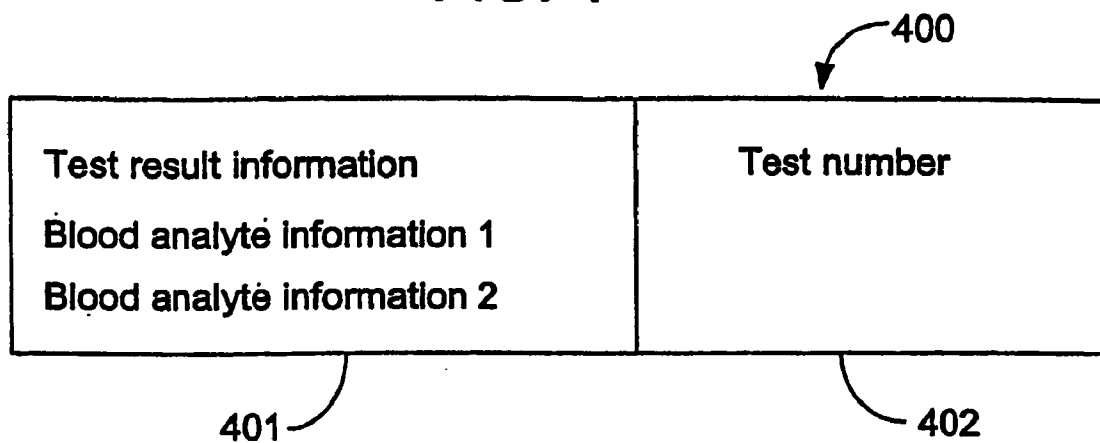 400
Test result information
Test number
Blood analyte information 1
Blood analyte information 2
401
402